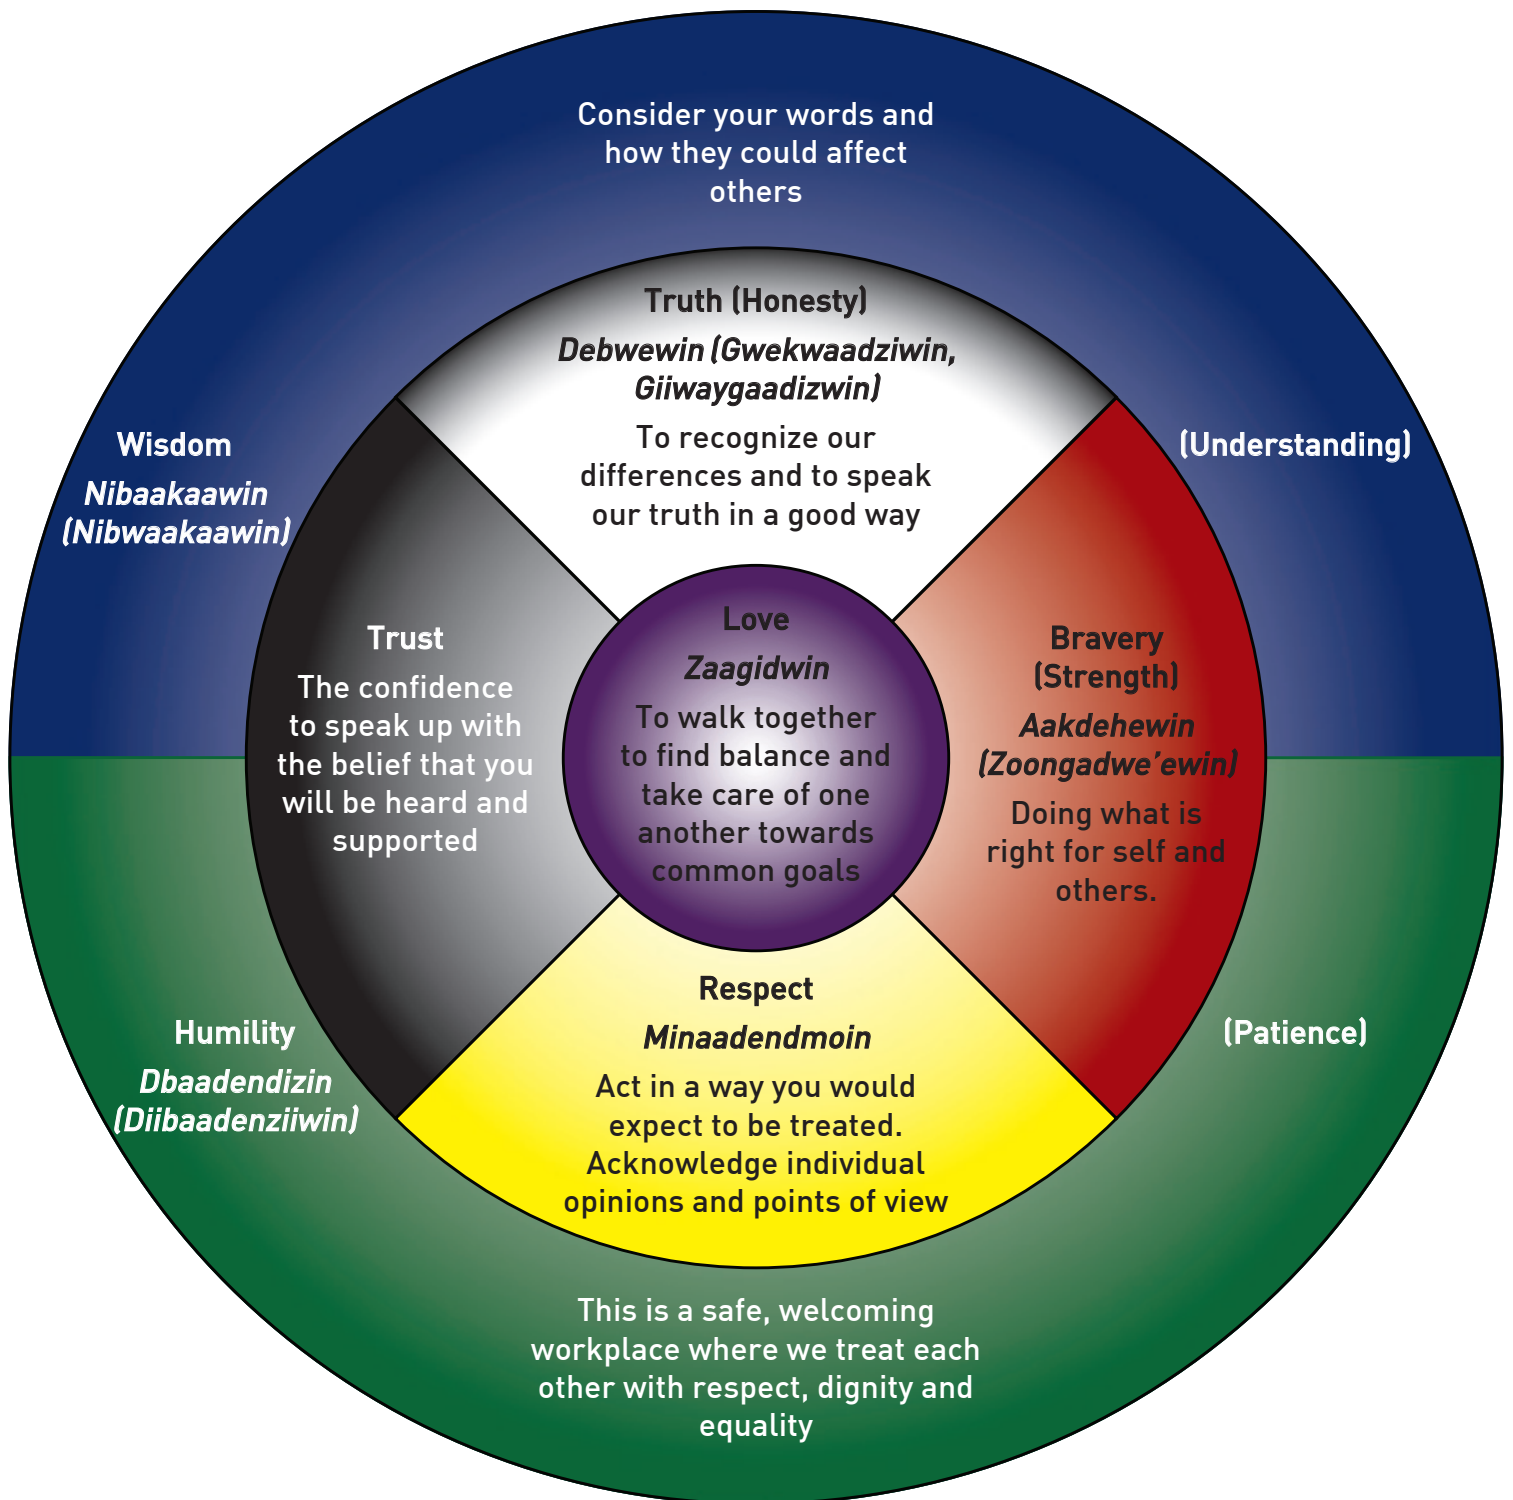 Consider your words and
how they could affect
others
Truth (Honesty)
Debwewin (Gwekwaadziwin,
Giiwaygaadizwin)
To recognize our
differences and to speak
our truth in a good way
Wisdom
Nibaakaawin
(Nibwaakaawin)
(Understanding)
Trust
The confidence
to speak up with
the belief that you
will be heard and
supported
Love
Zaagidwin
To walk together
to find balance and
take care of one
another towards
common goals
Bravery
(Strength)
Aakdehewin
(Zoongadwe’ewin)
Doing what is
right for self and
others.
Humility
Dbaadendizin
(Diibaadenziiwin)
Respect
Minaadendmoin
Act in a way you would
expect to be treated.
Acknowledge individual
opinions and points of view
(Patience)
This is a safe, welcoming
workplace where we treat each
other with respect, dignity and
equality